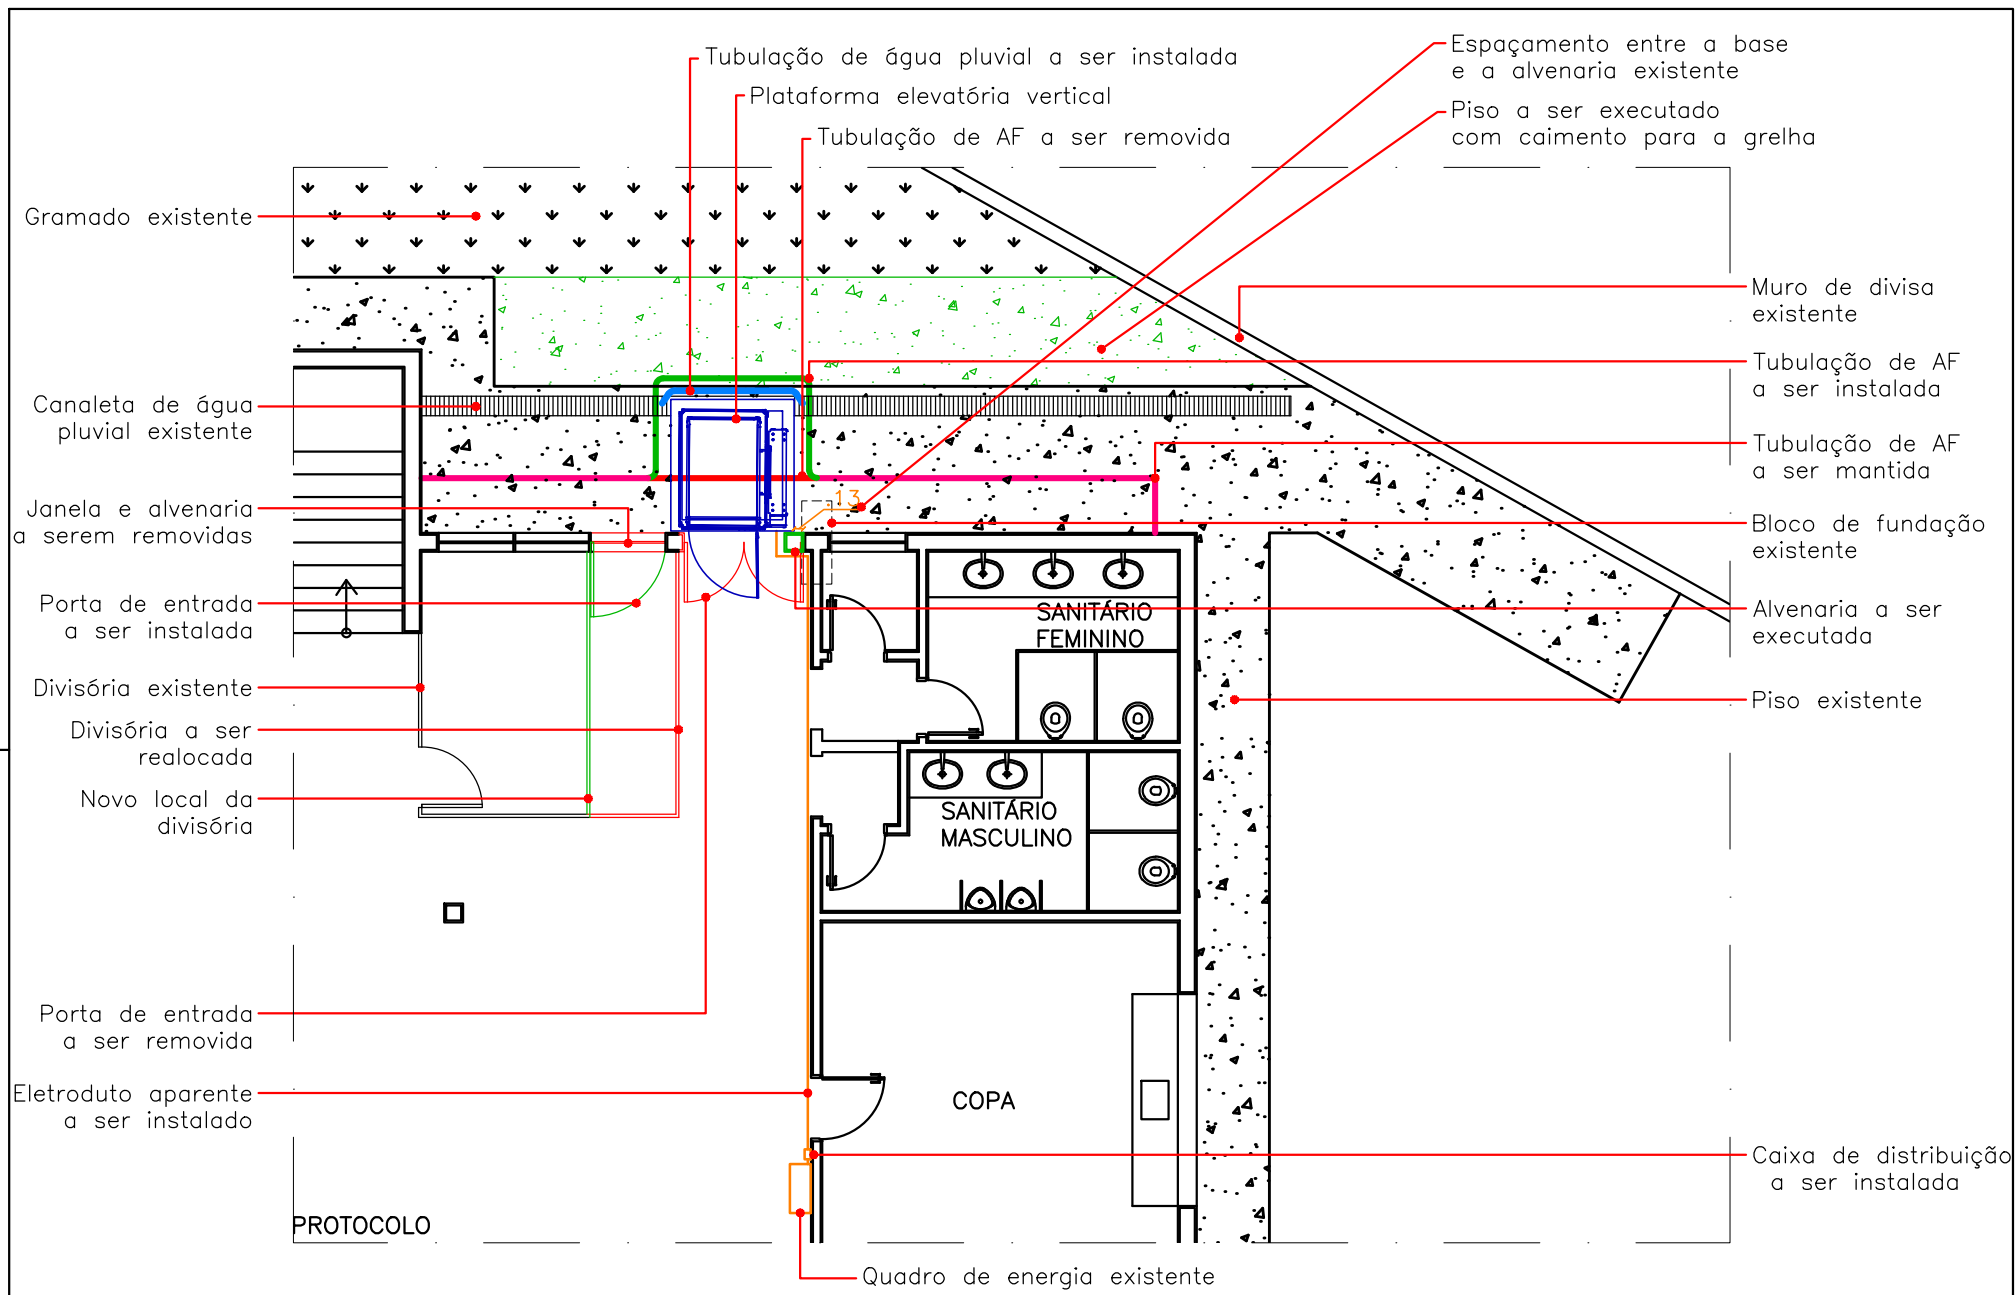 Tubulação de água pluvial a ser instalada
Plataforma elevatória vertical
Tubulação de AF a ser removida
Espaçamento entre a base
e a alvenaria existente
Piso a ser executado
com caimento para a grelha
Gramado existente
Canaleta de água
pluvial existente
Janela e alvenaria
a serem removidas
Porta de entrada
a ser instalada
Divisória existente
Divisória a ser
realocada
Novo local da
divisória
Porta de entrada
a ser removida
Eletroduto aparente
a ser instalado
13
SANITÁRIO
FEMININO
SANITÁRIO
MASCULINO
COPA
PROTOCOLO
Muro de divisa
existente
Tubulação de AF
a ser instalada
Tubulação de AF
a ser mantida
Bloco de fundação
existente
Alvenaria a ser
executada
Piso existente
Caixa de distribuição
a ser instalada
Quadro de energia existente